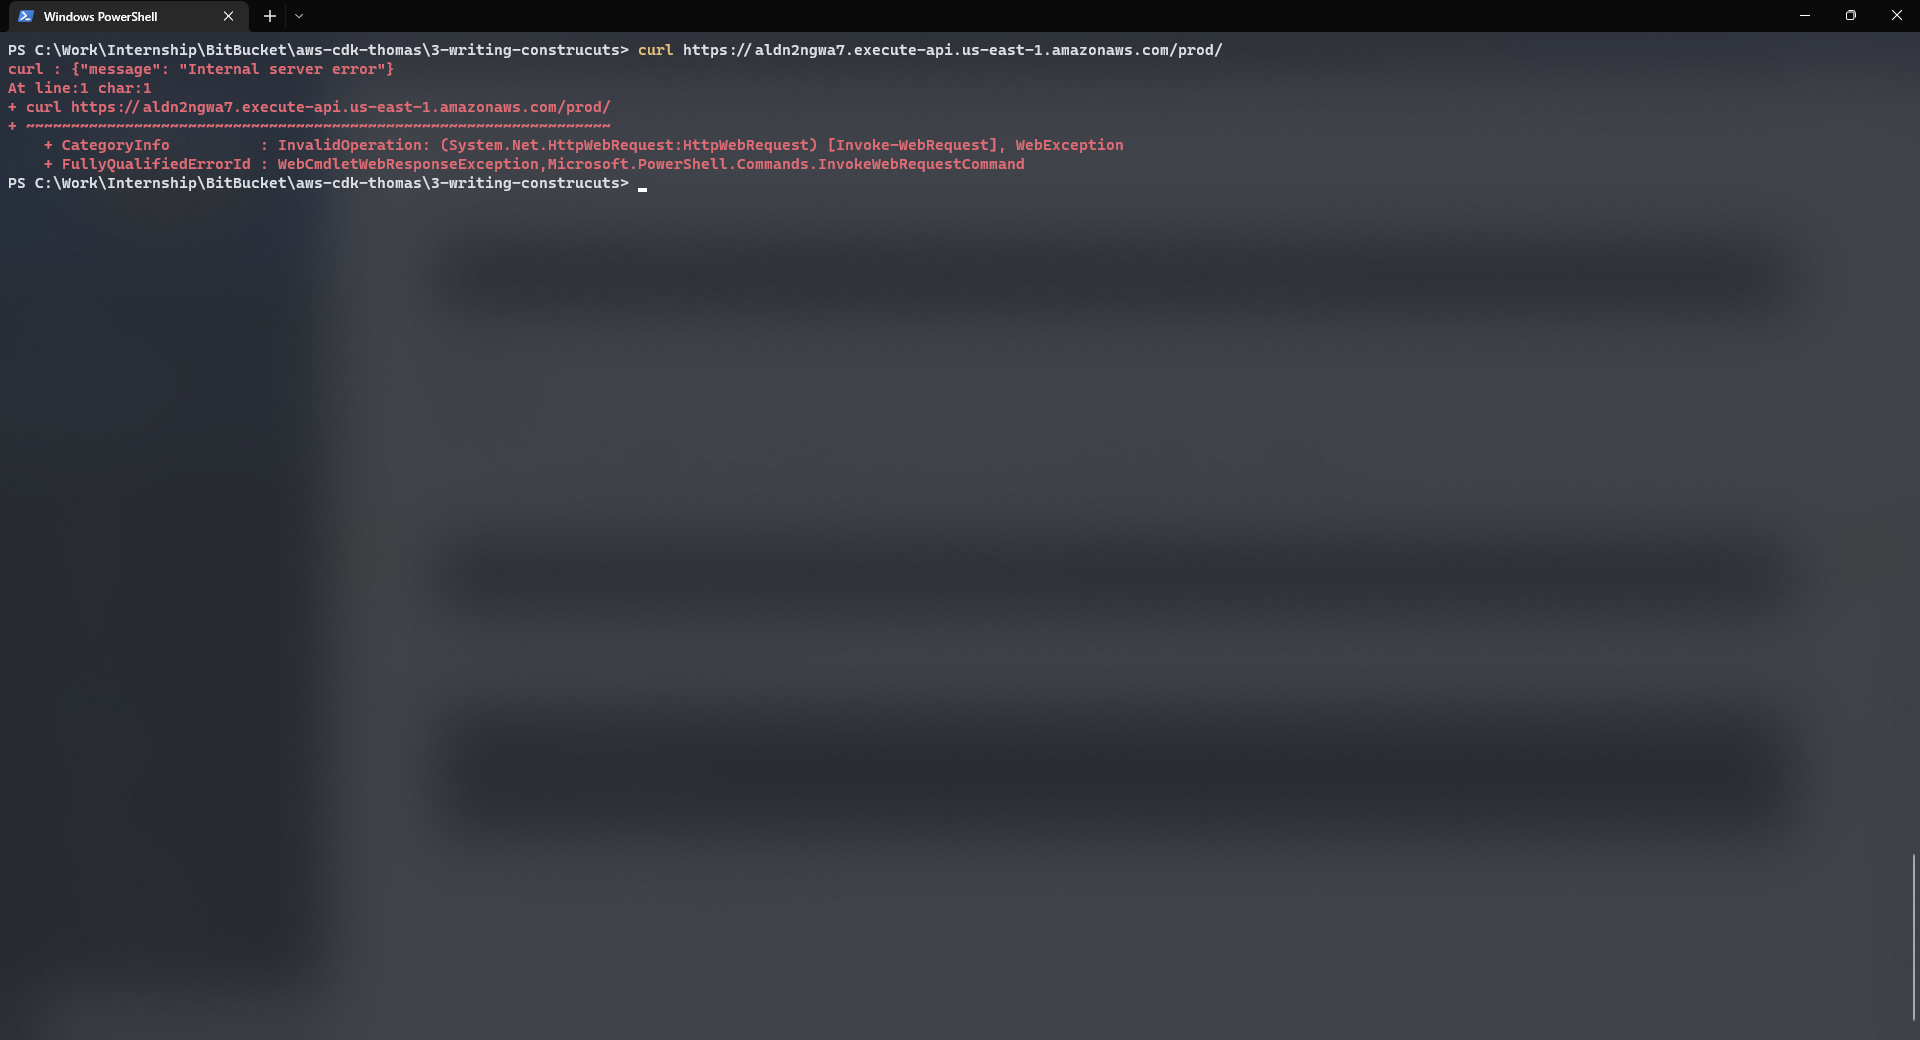 Windows PowerShell
PS C:\Work\Internship\BitBucket\aws-cdk-thomas\3-writing-construcuts> curl https://aldn2ngwa7.execute-api.us-east-1.amazonaws.com/prod/
curl : {"message": "Internal server error"}
At line:1 char:1
+ curl https://aldn2ngwa7.execute-api.us-east-1.amazonaws.com/prod/
+ ~~~~~~~~~~~~~~~~~~~~~~~~~~~~~~~~~~~~~~~~~~~~~~~~~~~~~~~~~~~~~~~~~
    + CategoryInfo          : InvalidOperation: (System.Net.HttpWebRequest:HttpWebRequest) [Invoke-WebRequest], WebException
    + FullyQualifiedErrorId : WebCmdletWebResponseException,Microsoft.PowerShell.Commands.InvokeWebRequestCommand
PS C:\Work\Internship\BitBucket\aws-cdk-thomas\3-writing-construcuts>